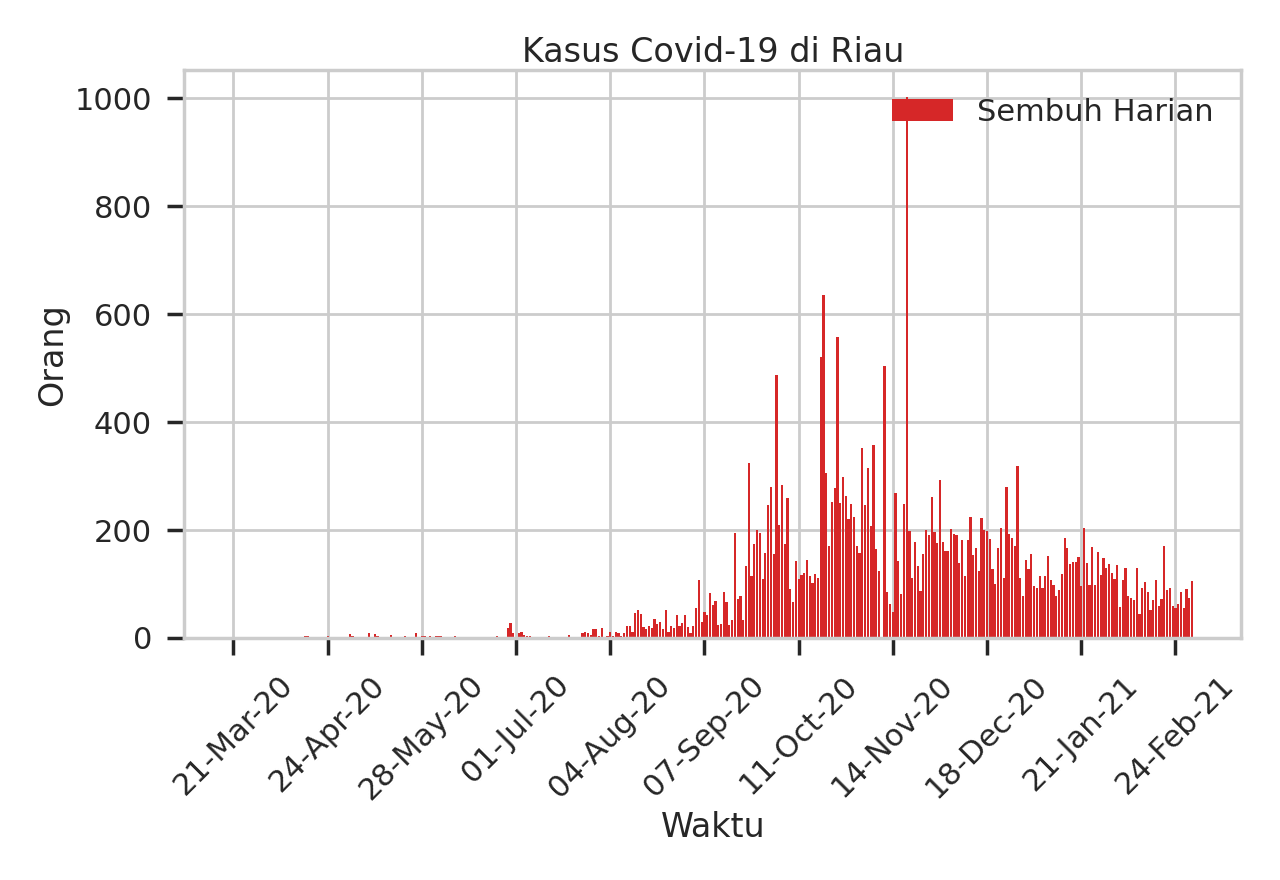 Kasus Covid-19 di Riau
Sembuh Harian
Orang
1000
800
600
400
200
0
21-Mar-20
24-Apr-20
28-May-20
01-Jul-20
04-Aug-20
07-Sep-20
11-Oct-20
14-Nov-20
18-Dec-20
21-Jan-21
24-Feb-21
Waktu